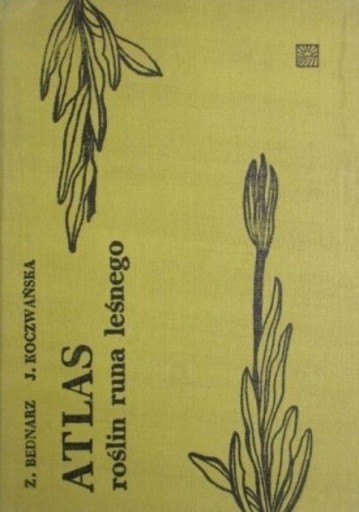 Z. BEDNARZ J. KOCZWAŃSKA
ATLAS
roślin runa leśnego